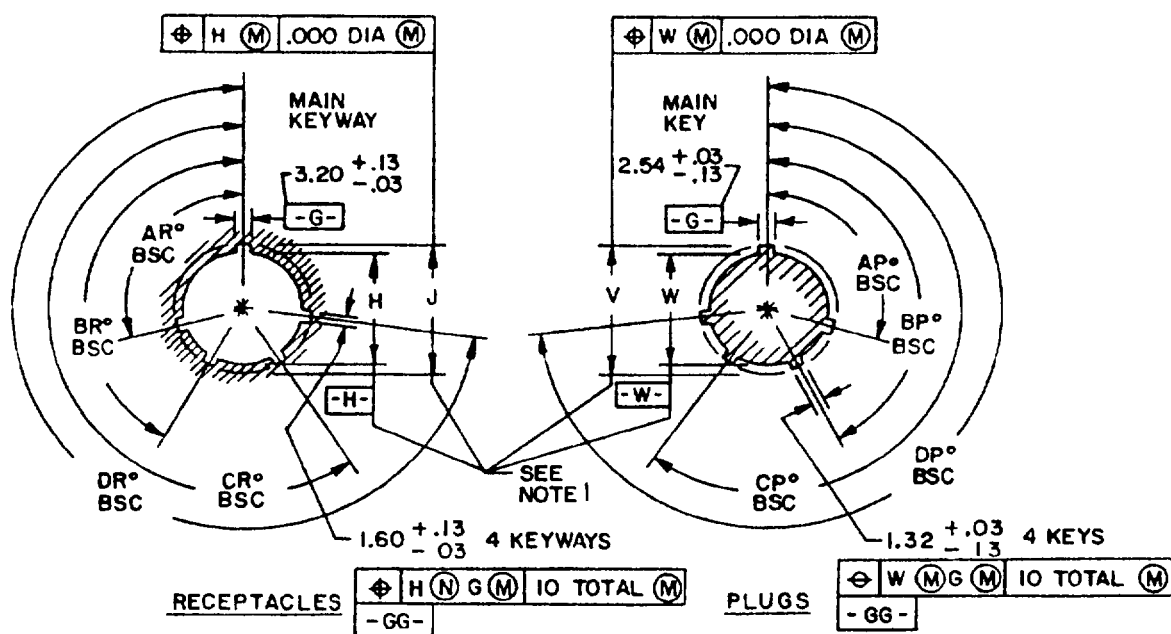 ⌖ H Ⓜ .000 DIA Ⓜ
⌖ W Ⓜ .000 DIA Ⓜ
MAIN
KEYWAY
MAIN
KEY
3.20 +.13
-.03
2.54 +.03
-.13
-G-
-G-
AR°
BSC
AP°
BSC
H
J
V
W
BR°
BSC
BP°
BSC
-H-
-W-
DR°
BSC
CR°
BSC
SEE
NOTE 1
CP°
BSC
DP°
BSC
1.60 +.13
-03 4 KEYWAYS
1.32 +.03
-.13 4 KEYS
RECEPTACLES
⌖ H Ⓝ G Ⓜ 10 TOTAL Ⓜ
-GG-
PLUGS
⌖ W Ⓜ G Ⓜ 10 TOTAL Ⓜ
-GG-